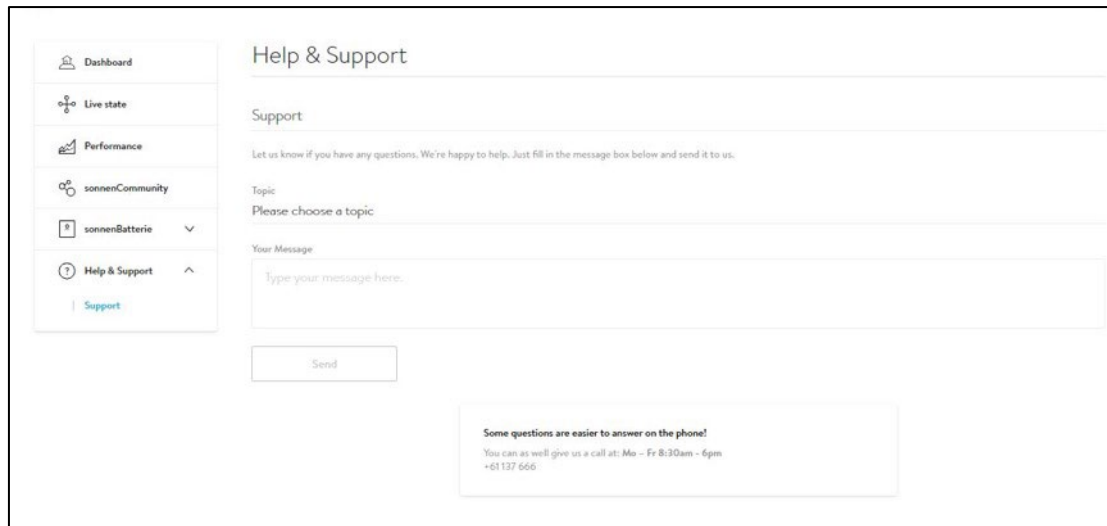 Dashboard
Live state
Performance
sonnenCommunity
sonnenBatterie
Help & Support
Support
Help & Support
Support
Let us know if you have any questions. We're happy to help. Just fill in the message box below and send it to us.
Topic
Please choose a topic
Your Message
Type your message here.
Send
Some questions are easier to answer on the phone!
You can as well give us a call at: Mo – Fr 8:30am - 6pm
+61 137 666